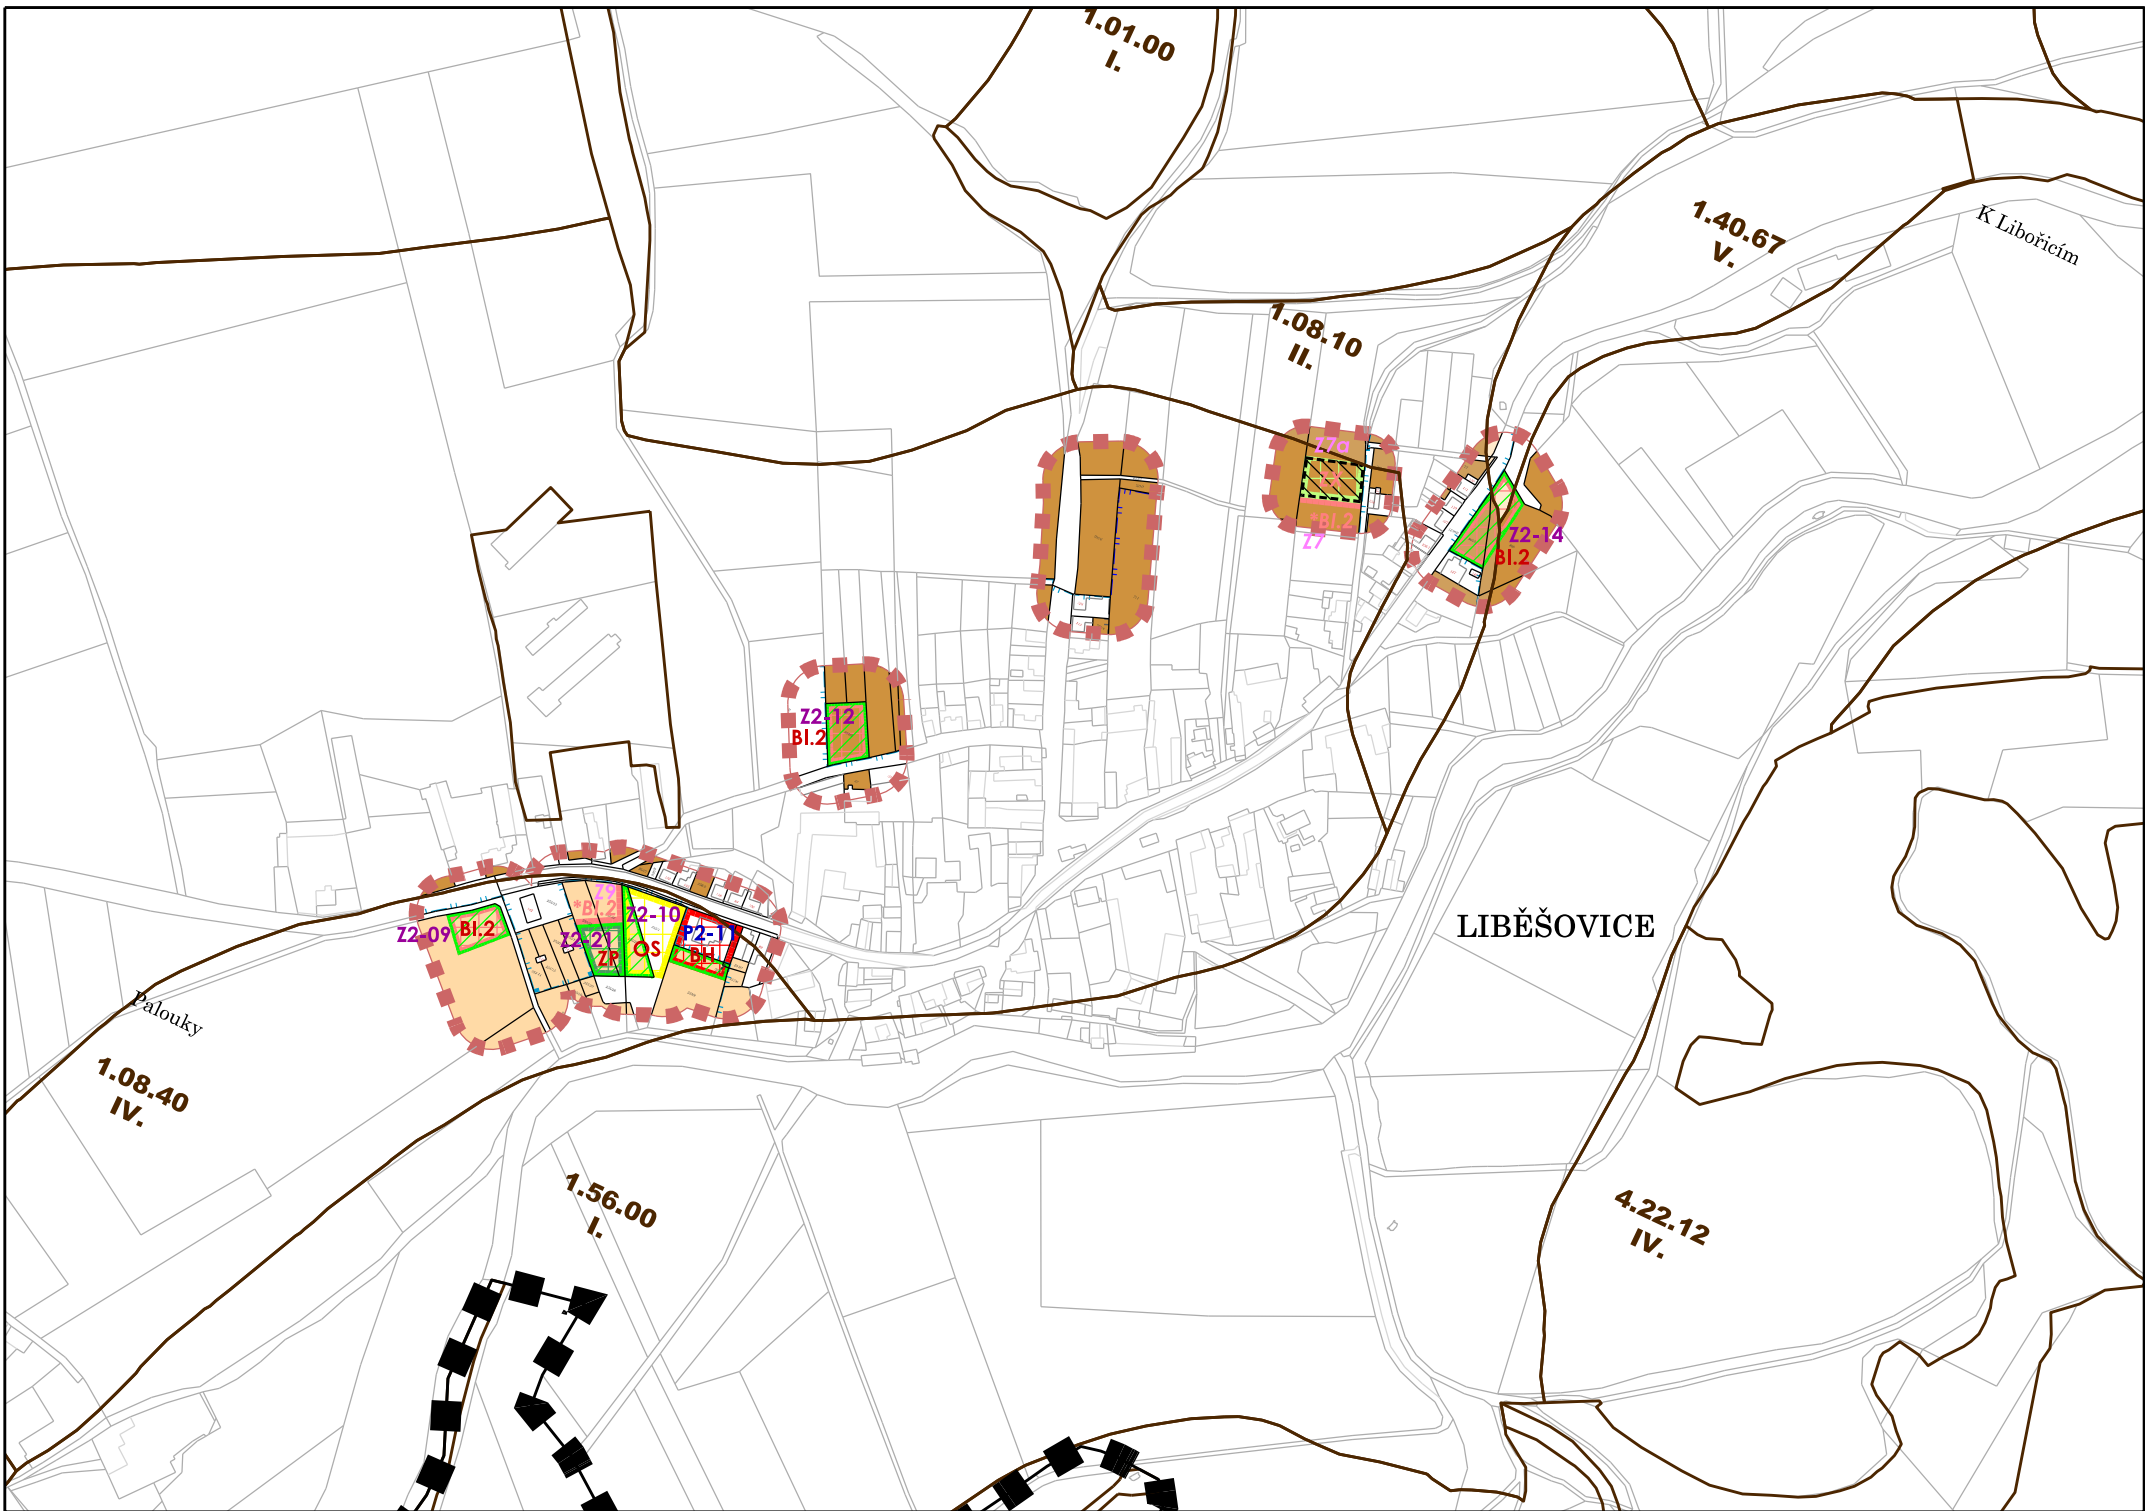 1.01.00
I.
1.40.67
V.
K Libořicím
1.08.10
II.
Z7a
*BI.2
Z7
Z2-14
BI.2
Z2-12
BI.2
Z9
*BI.2
Z2-10
Z2-09
BI.2
Z2-21
ZP
OS
P2-11
BH
LIBĚŠOVICE
Palouky
1.08.40
IV.
1.56.00
I.
4.22.12
IV.